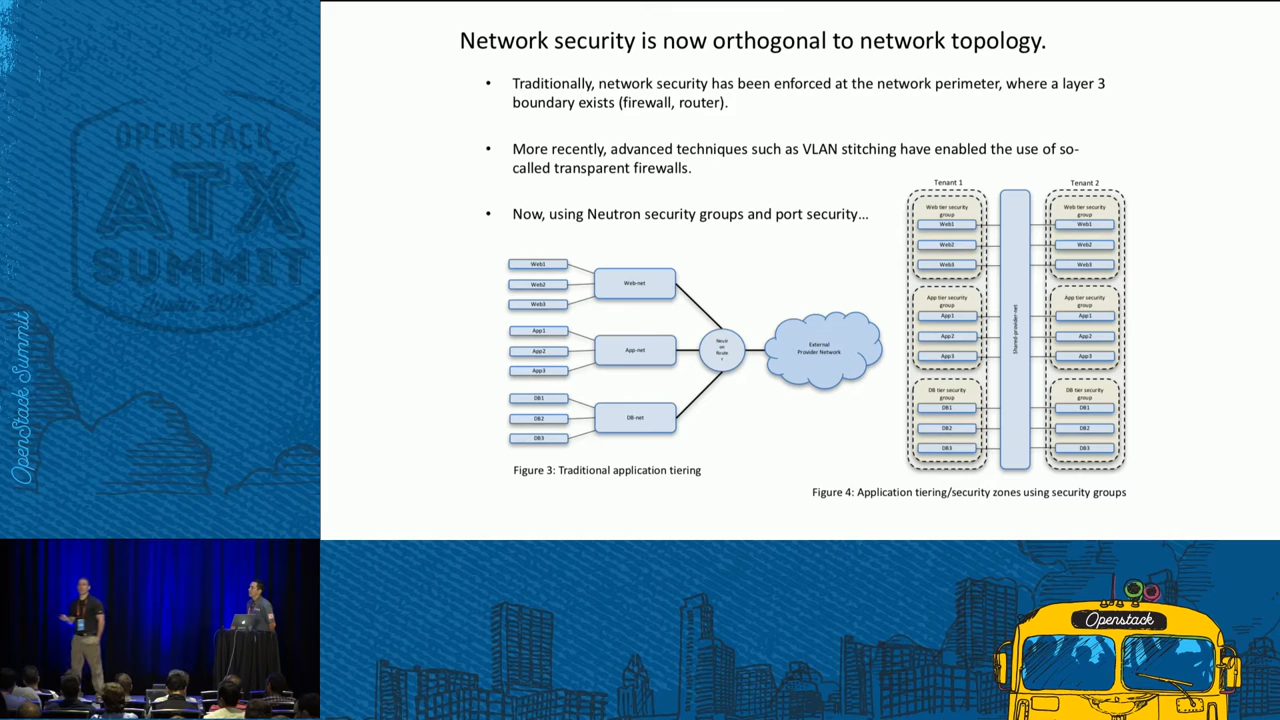 Network security is now orthogonal to network topology.
• Traditionally, network security has been enforced at the network perimeter, where a layer 3
boundary exists (firewall, router).
• More recently, advanced techniques such as VLAN stitching have enabled the use of so-
called transparent firewalls.
• Now, using Neutron security groups and port security…
Web1
Web2
Web3
Web-net
App1
App2
App3
App-net
DB1
DB2
DB3
DB-net
Neutr
on
Route
r
External
Provider Network
Figure 3: Traditional application tiering
Tenant 1
Web tier security
group
Web1
Web2
Web3
App tier security
group
App1
App2
App3
DB tier security
group
DB1
DB2
DB3
Shared-provider-net
Tenant 2
Web tier security
group
Web1
Web2
Web3
App tier security
group
App1
App2
App3
DB tier security
group
DB1
DB2
DB3
Figure 4: Application tiering/security zones using security groups
OPENSTACK
ATX
SUMMIT
OpenStack Summit
Openstack